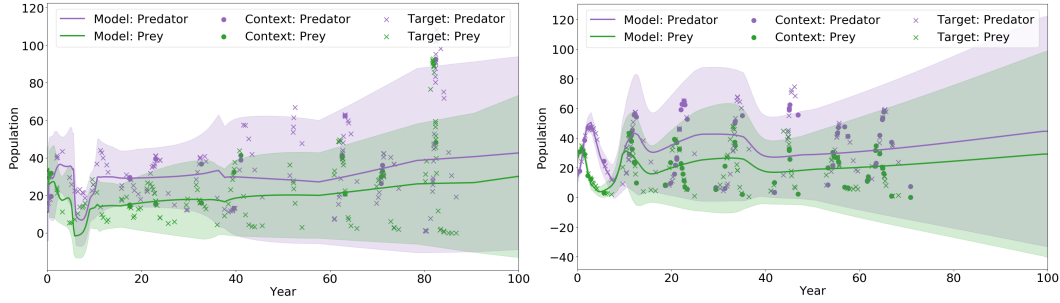 120
100
80
60
40
20
0
Population
Model: Predator Context: Predator Target: Predator
Model: Prey Context: Prey Target: Prey
0 20 40 60 80 100
Year
120
100
80
60
40
20
0
−20
−40
Population
Model: Predator Context: Predator Target: Predator
Model: Prey Context: Prey Target: Prey
0 20 40 60 80 100
Year